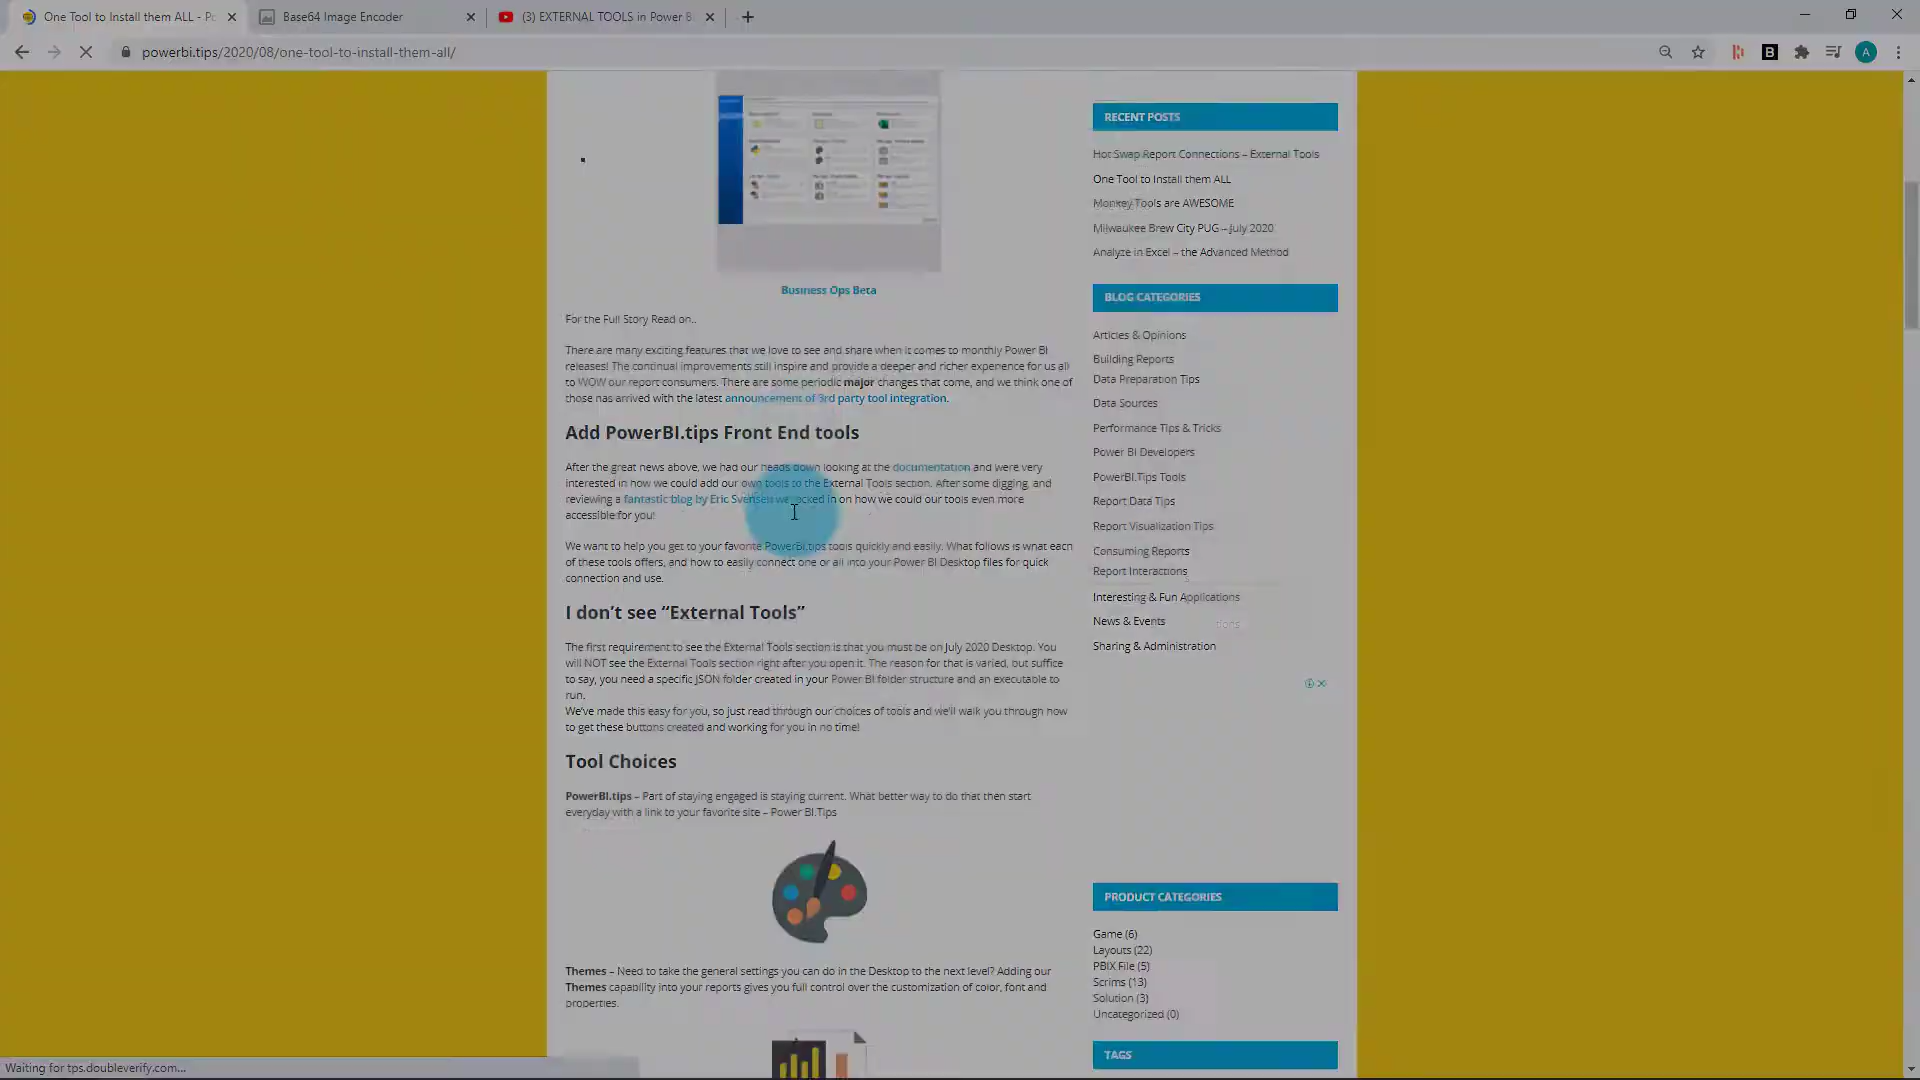 One Tool to Install them ALL - Po
Base64 Image Encoder
(3) EXTERNAL TOOLS in Power B
powerbi.tips/2020/08/one-tool-to-install-them-all/
B
A
Business Ops Beta
For the Full Story Read on..
There are many exciting features that we love to see and share when it comes to monthly Power BI
releases! The continual improvements still inspire and provide a deeper and richer experience for us all
to WOW our report consumers. There are some periodic major changes that come, and we think one of
those has arrived with the latest announcement of 3rd party tool integration.
Add PowerBI.tips Front End tools
After the great news above, we had our heads down looking at the documentation and were very
interested in how we could add our own tools to the External Tools section. After some digging, and
reviewing a fantastic blog by Eric Svensen we locked in on how we could our tools even more
accessible for you!
We want to help you get to your favorite PowerBI.tips tools quickly and easily. What follows is what each
of these tools offers, and how to easily connect one or all into your Power BI Desktop files for quick
connection and use.
I don't see “External Tools”
The first requirement to see the External Tools section is that you must be on July 2020 Desktop. You
will NOT see the External Tools section right after you open it. The reason for that is varied, but suffice
to say, you need a specific JSON folder created in your Power BI folder structure and an executable to
run.
We've made this easy for you, so just read through our choices of tools and we'll walk you through how
to get these buttons created and working for you in no time!
Tool Choices
PowerBI.tips – Part of staying engaged is staying current. What better way to do that then start
everyday with a link to your favorite site – Power BI.Tips
Themes – Need to take the general settings you can do in the Desktop to the next level? Adding our
Themes capability into your reports gives you full control over the customization of color, font and
properties.
RECENT POSTS
Hot Swap Report Connections – External Tools
One Tool to Install them ALL
Monkey Tools are AWESOME
Milwaukee Brew City PUG – July 2020
Analyze in Excel – the Advanced Method
BLOG CATEGORIES
Articles & Opinions
Building Reports
Data Preparation Tips
Data Sources
Performance Tips & Tricks
Power BI Developers
PowerBI.Tips Tools
Report Data Tips
Report Visualization Tips
Consuming Reports
Report Interactions
Interesting & Fun Applications
News & Events
Sharing & Administration
PRODUCT CATEGORIES
Game (6)
Layouts (22)
PBIX File (5)
Scrims (13)
Solution (3)
Uncategorized (0)
TAGS
Waiting for tps.doubleverify.com...